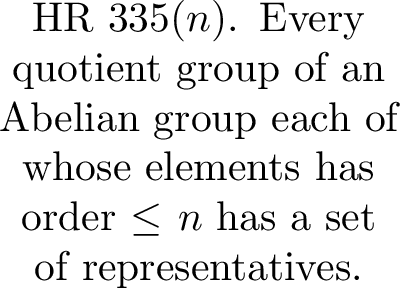 HR 335(n). Every
quotient group of an
Abelian group each of
whose elements has
order ≤ n has a set
of representatives.